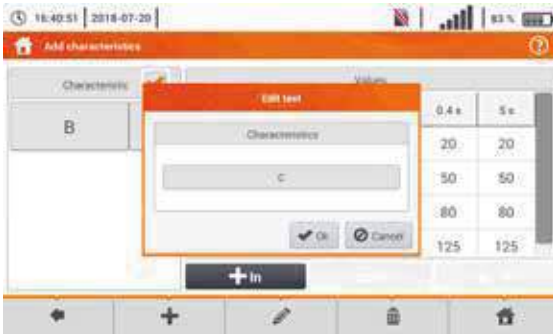 16:40:51 2018-07-20 83 %
Add characteristics
Characteristic Values
Edit text
0.4 s 5 s
Characteristics
B
20 20
C
50 50
80 80
Ok Cancel
125 125
+In